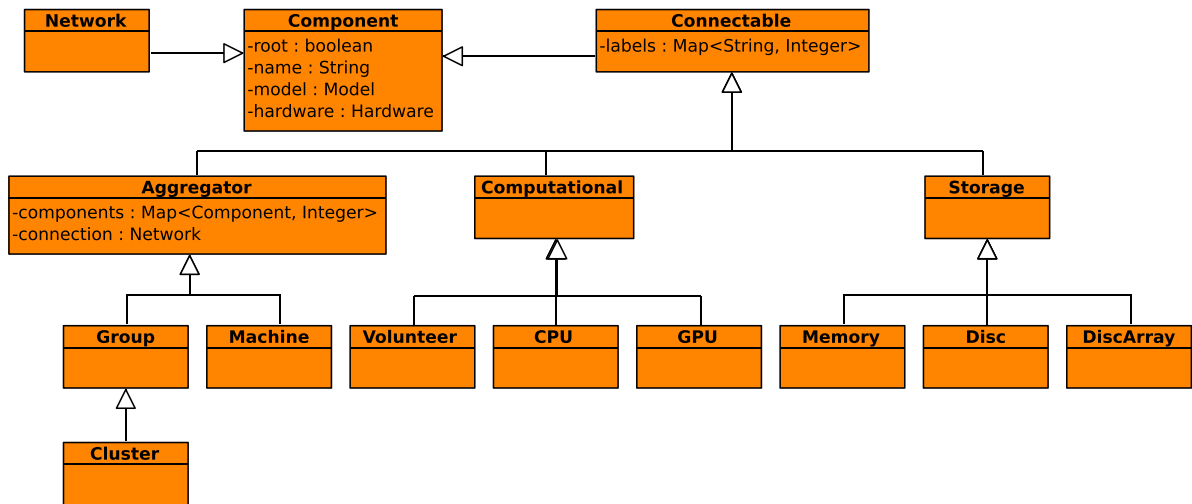 Network
Component
-root : boolean
-name : String
-model : Model
-hardware : Hardware
Connectable
-labels : Map<String, Integer>
Aggregator
-components : Map<Component, Integer>
-connection : Network
Computational
Storage
Group
Machine
Volunteer
CPU
GPU
Memory
Disc
DiscArray
Cluster